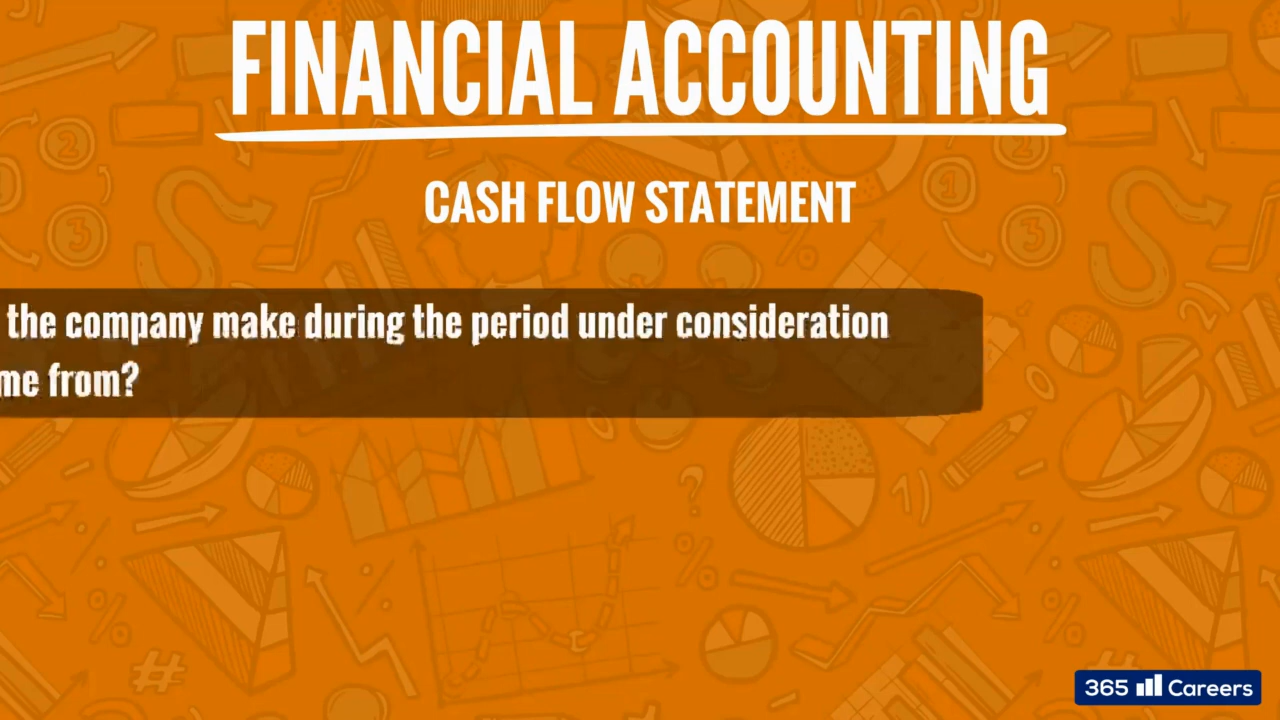 FINANCIAL ACCOUNTING
CASH FLOW STATEMENT
the company make during the period under consideration
me from?
365 Careers